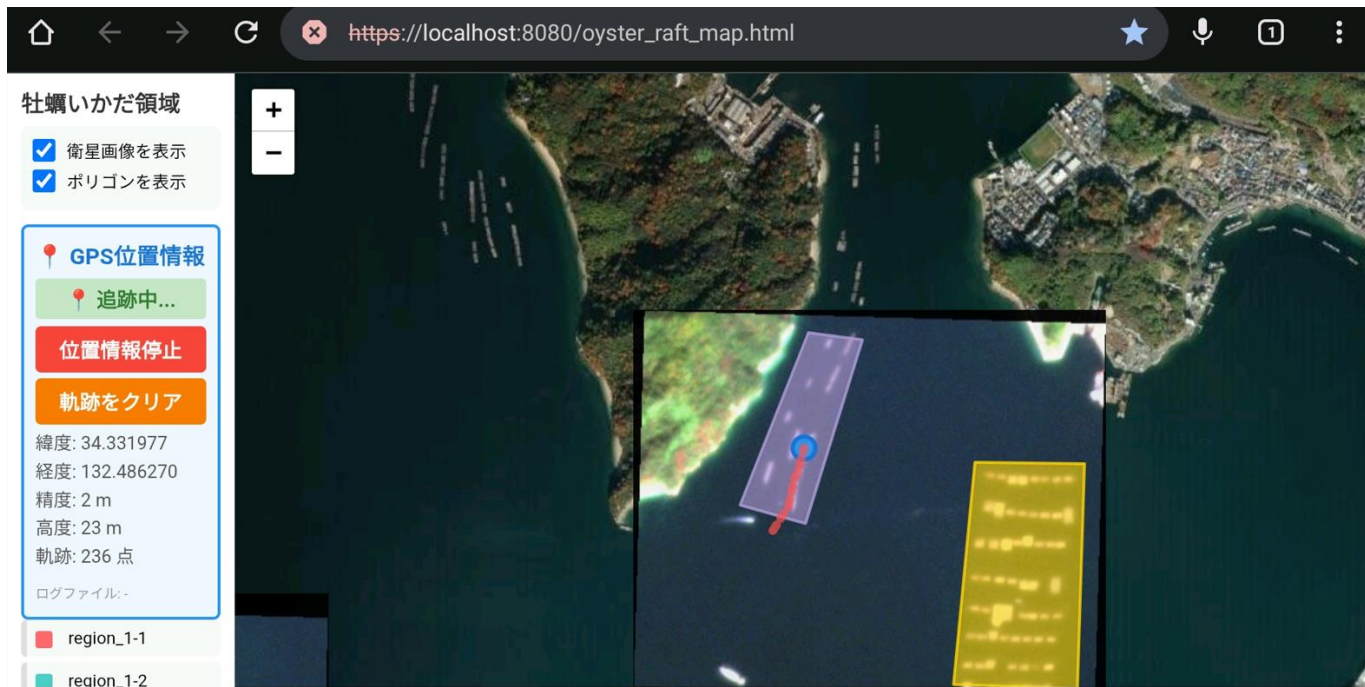 https://localhost:8080/oyster_raft_map.html
1
牡蠣いかだ領域
衛星画像を表示
ポリゴンを表示
GPS位置情報
追跡中...
位置情報停止
軌跡をクリア
緯度: 34.331977
経度: 132.486270
精度: 2 m
高度: 23 m
軌跡: 236 点
ログファイル: -
region_1-1
region_1-2
+
−